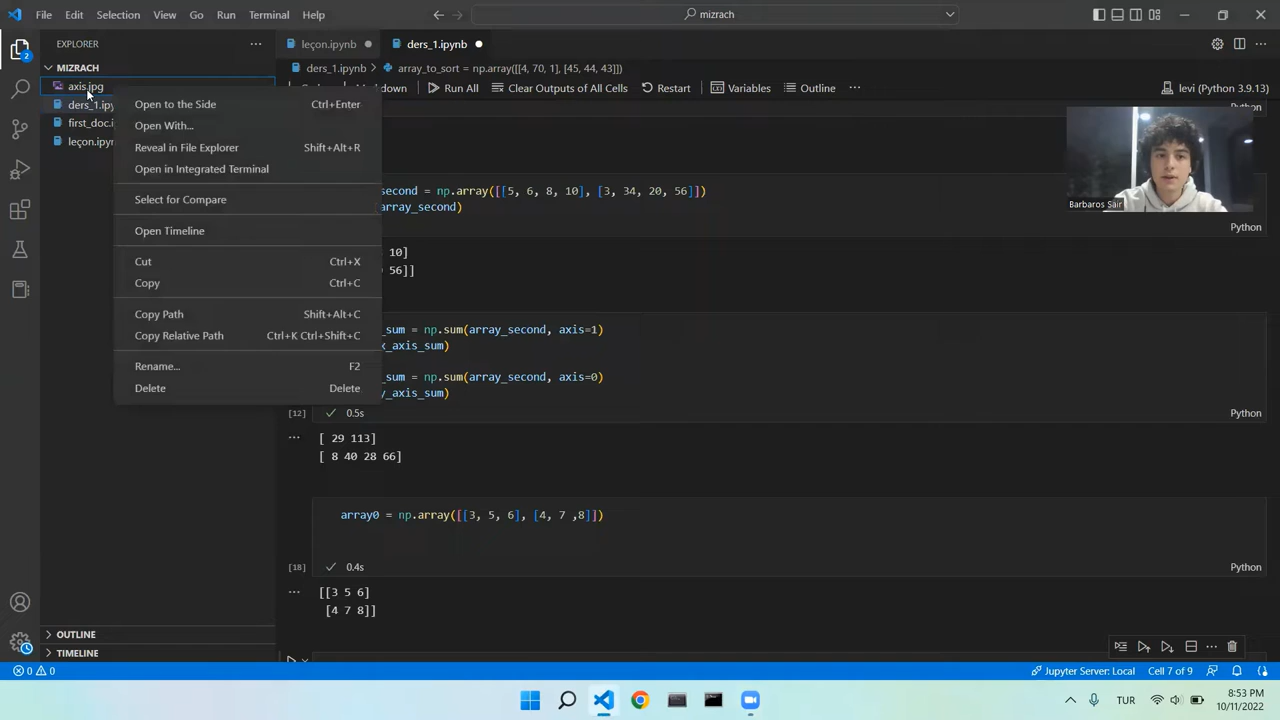 File Edit Selection View Go Run Terminal Help
mizrach
EXPLORER
leçon.ipynb
ders_1.ipynb
MIZRACH
ders_1.ipynb > array_to_sort = np.array([[4, 70, 1], [45, 44, 43]])
axis.jpg
Run All
Clear Outputs of All Cells
Restart
Variables
Outline
levi (Python 3.9.13)
ders_1.ipy
first_doc.i
leçon.ipyn
Open to the Side Ctrl+Enter
Open With...
Reveal in File Explorer Shift+Alt+R
Open in Integrated Terminal
Select for Compare
Open Timeline
Cut Ctrl+X
Copy Ctrl+C
Copy Path Shift+Alt+C
Copy Relative Path Ctrl+K Ctrl+Shift+C
Rename... F2
Delete Delete
second = np.array([[5, 6, 8, 10], [3, 34, 20, 56]])
array_second)
Python
10]
56]]
_sum = np.sum(array_second, axis=1)
x_axis_sum)
_sum = np.sum(array_second, axis=0)
_axis_sum)
[12] 0.5s Python
[ 29 113]
[ 8 40 28 66]
array0 = np.array([[3, 5, 6], [4, 7 ,8]])
[18] 0.4s Python
[[3 5 6]
[4 7 8]]
Barbaros Sair
OUTLINE
TIMELINE
0 0
Jupyter Server: Local
Cell 7 of 9
TUR
8:53 PM
10/11/2022